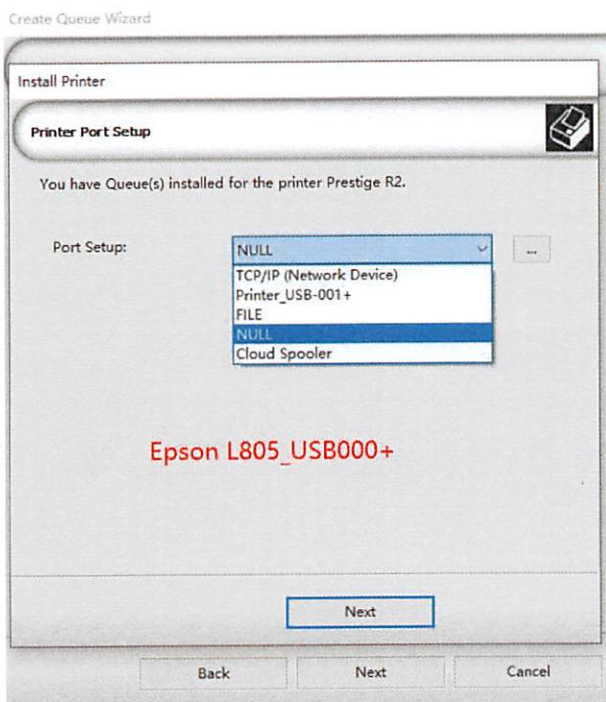 Create Queue Wizard
Install Printer
Printer Port Setup
You have Queue(s) installed for the printer Prestige R2.
Port Setup:
NULL
...
TCP/IP (Network Device)
Printer_USB-001+
FILE
NULL
Cloud Spooler
Epson L805_USB000+
Next
Back
Next
Cancel